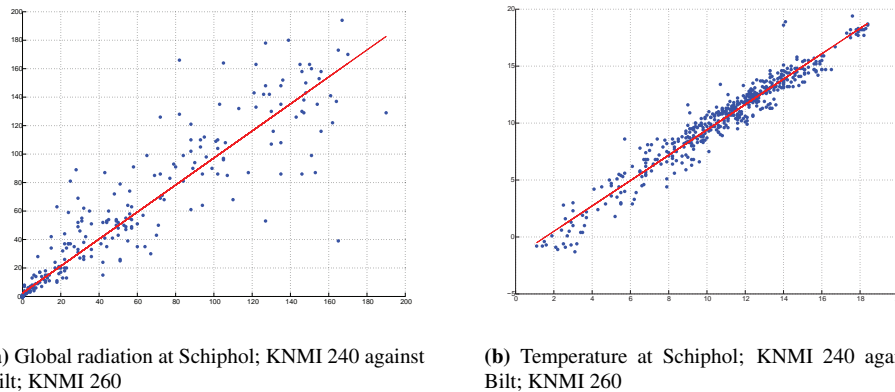 200
180
160
140
120
100
80
60
40
20
0
0 20 40 60 80 100 120 140 160 180 200
20
15
10
5
0
−5
0 2 4 6 8 10 12 14 16 18
) Global radiation at Schiphol; KNMI 240 against
ilt; KNMI 260
(b) Temperature at Schiphol; KNMI 240 aga
Bilt; KNMI 260